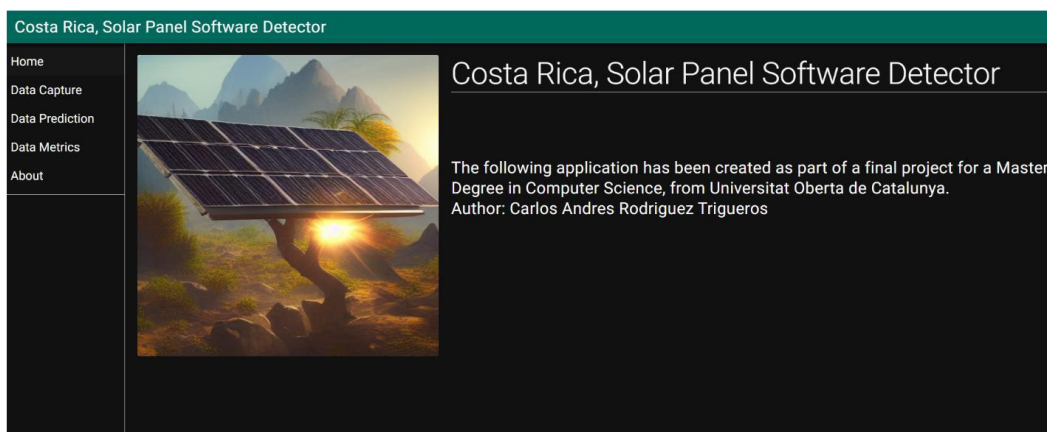 Costa Rica, Solar Panel Software Detector
Home
Data Capture
Data Prediction
Data Metrics
About
Costa Rica, Solar Panel Software Detector
The following application has been created as part of a final project for a Master
Degree in Computer Science, from Universitat Oberta de Catalunya.
Author: Carlos Andres Rodriguez Trigueros